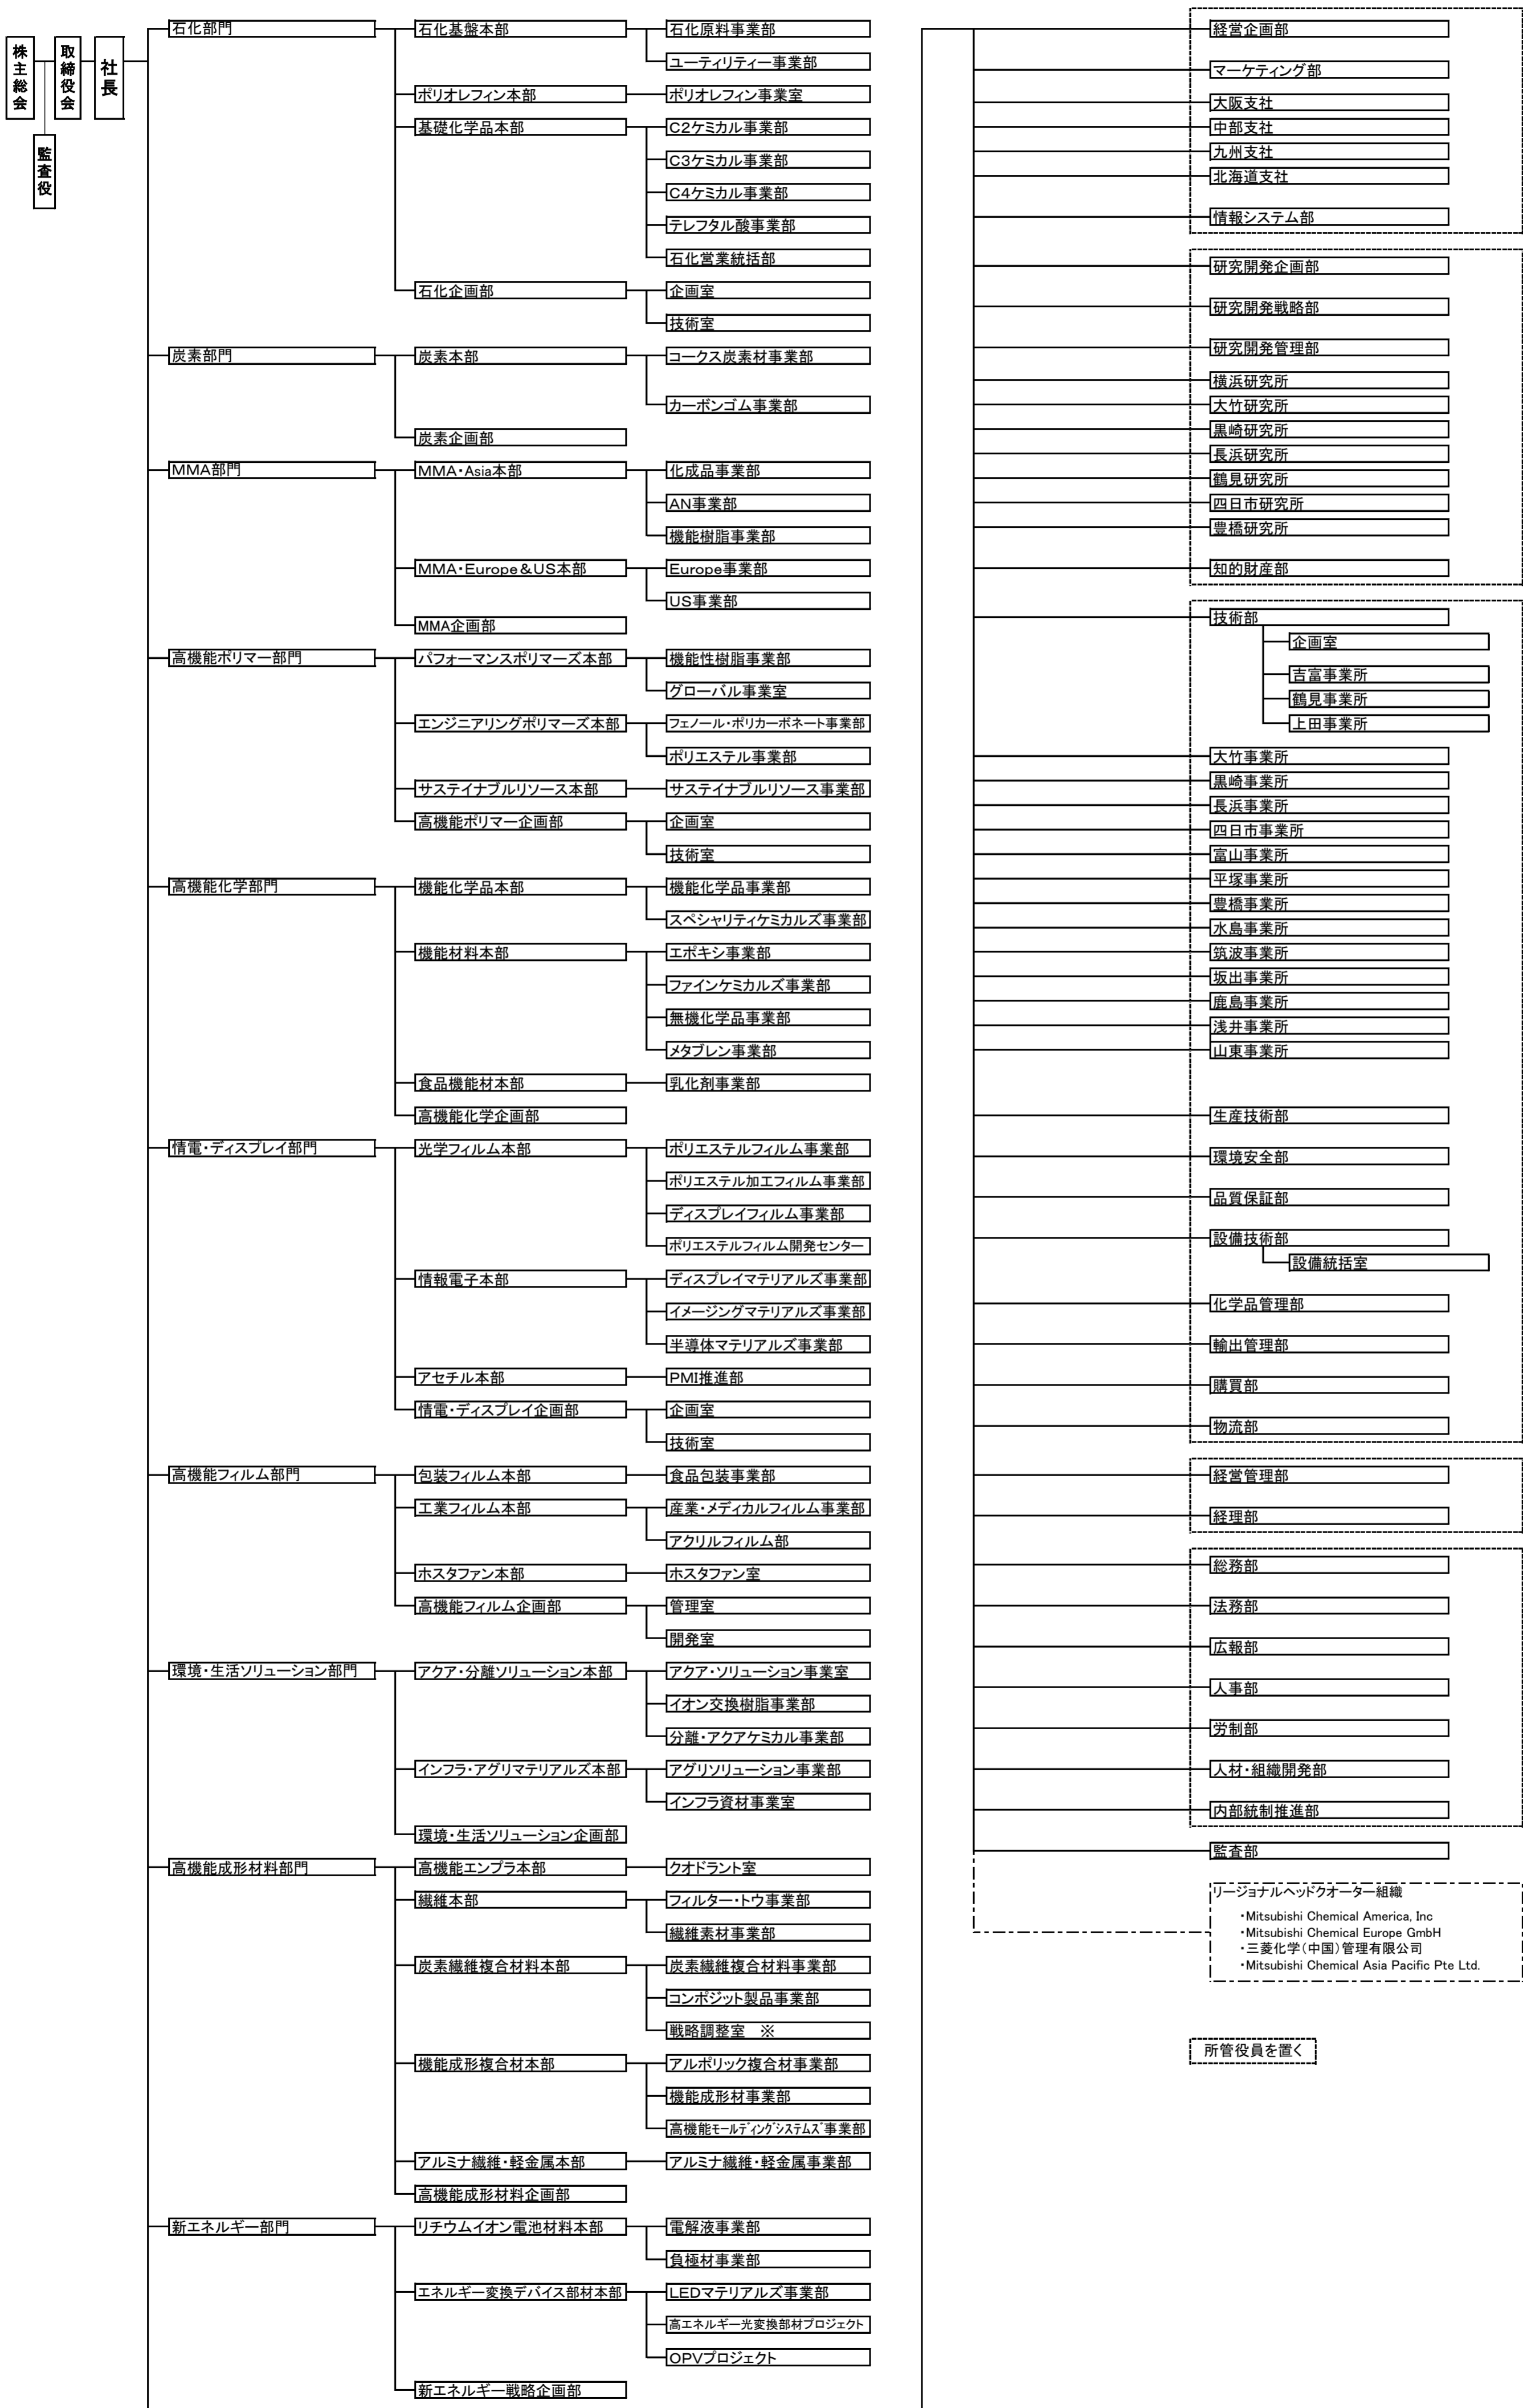 株主総会
取締役会
社長
監査役
石化部門
石化基盤本部
石化原料事業部
ユーティリティー事業部
ポリオレフィン本部
ポリオレフィン事業室
基礎化学品本部
C2ケミカル事業部
C3ケミカル事業部
C4ケミカル事業部
テレフタル酸事業部
石化営業統括部
石化企画部
企画室
技術室
炭素部門
炭素本部
コークス炭素材事業部
カーボンゴム事業部
炭素企画部
MMA部門
MMA・Asia本部
化成品事業部
AN事業部
機能樹脂事業部
MMA・Europe&US本部
Europe事業部
US事業部
MMA企画部
高機能ポリマー部門
パフォーマンスポリマーズ本部
機能性樹脂事業部
グローバル事業室
エンジニアリングポリマーズ本部
フェノール・ポリカーボネート事業部
ポリエステル事業部
サステイナブルリソース本部
サステイナブルリソース事業部
高機能ポリマー企画部
企画室
技術室
高機能化学部門
機能化学品本部
機能化学品事業部
スペシャリティケミカルズ事業部
機能材料本部
エポキシ事業部
ファインケミカルズ事業部
無機化学品事業部
メタブレン事業部
食品機能材本部
乳化剤事業部
高機能化学企画部
情電・ディスプレイ部門
光学フィルム本部
ポリエステルフィルム事業部
ポリエステル加工フィルム事業部
ディスプレイフィルム事業部
ポリエステルフィルム開発センター
情報電子本部
ディスプレイマテリアルズ事業部
イメージングマテリアルズ事業部
半導体マテリアルズ事業部
アセチル本部
PMI推進部
情電・ディスプレイ企画部
企画室
技術室
高機能フィルム部門
包装フィルム本部
食品包装事業部
工業フィルム本部
産業・メディカルフィルム事業部
アクリルフィルム部
ホスタファン本部
ホスタファン室
高機能フィルム企画部
管理室
開発室
環境・生活ソリューション部門
アクア・分離ソリューション本部
アクア・ソリューション事業室
イオン交換樹脂事業部
分離・アクアケミカル事業部
インフラ・アグリマテリアルズ本部
アグリソリューション事業部
インフラ資材事業室
環境・生活ソリューション企画部
高機能成形材料部門
高機能エンプラ本部
クオドラント室
繊維本部
フィルター・トウ事業部
繊維素材事業部
炭素繊維複合材料本部
炭素繊維複合材料事業部
コンポジット製品事業部
戦略調整室　※
機能成形複合材本部
アルポリック複合材事業部
機能成形材事業部
高機能モールディングシステムズ事業部
アルミナ繊維・軽金属本部
アルミナ繊維・軽金属事業部
高機能成形材料企画部
新エネルギー部門
リチウムイオン電池材料本部
電解液事業部
負極材事業部
エネルギー変換デバイス部材本部
LEDマテリアルズ事業部
高エネルギー光変換部材プロジェクト
OPVプロジェクト
新エネルギー戦略企画部
経営企画部
マーケティング部
大阪支社
中部支社
九州支社
北海道支社
情報システム部
研究開発企画部
研究開発戦略部
研究開発管理部
横浜研究所
大竹研究所
黒崎研究所
長浜研究所
鶴見研究所
四日市研究所
豊橋研究所
知的財産部
技術部
企画室
吉富事業所
鶴見事業所
上田事業所
大竹事業所
黒崎事業所
長浜事業所
四日市事業所
富山事業所
平塚事業所
豊橋事業所
水島事業所
筑波事業所
坂出事業所
鹿島事業所
浅井事業所
山東事業所
生産技術部
環境安全部
品質保証部
設備技術部
設備統括室
化学品管理部
輸出管理部
購買部
物流部
経営管理部
経理部
総務部
法務部
広報部
人事部
労制部
人材・組織開発部
内部統制推進部
監査部
リージョナルヘッドクオーター組織
・Mitsubishi Chemical America, Inc
・Mitsubishi Chemical Europe GmbH
・三菱化学(中国)管理有限公司
・Mitsubishi Chemical Asia Pacific Pte Ltd.
所管役員を置く